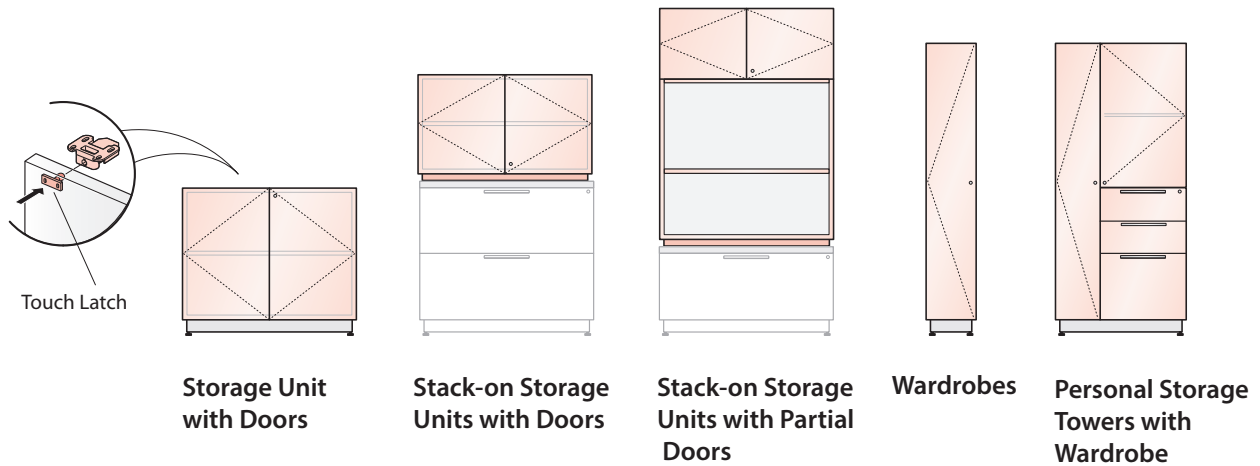 Touch Latch
Storage Unit
with Doors
Stack-on Storage
Units with Doors
Stack-on Storage
Units with Partial
Doors
Wardrobes
Personal Storage
Towers with
Wardrobe